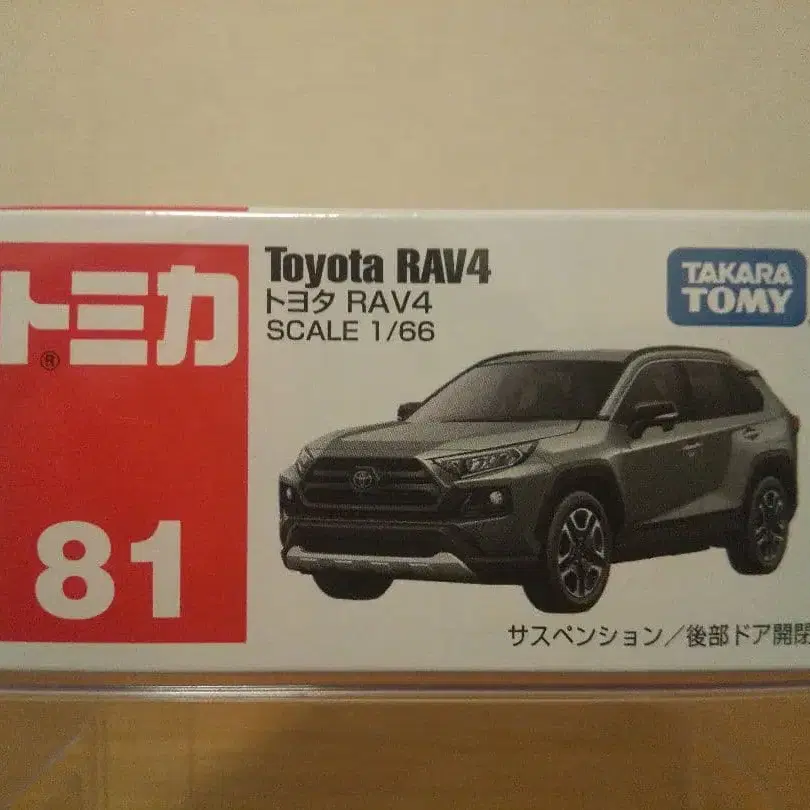 トミカ
®
81
Toyota RAV4
トヨタ RAV4
SCALE 1/66
TAKARA
TOMY
サスペンション/後部ドア開閉